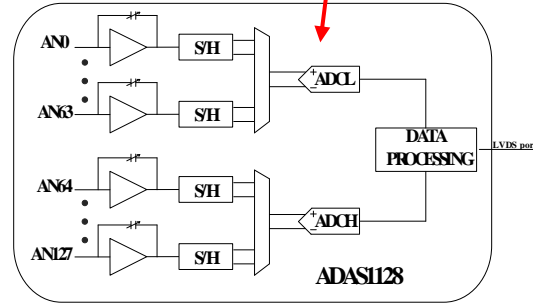 AN0
S/H
ADCL
AN63
S/H
DATA
PROCESSING
LVDS por
AN64
S/H
ADCH
AN127
S/H
ADAS1128